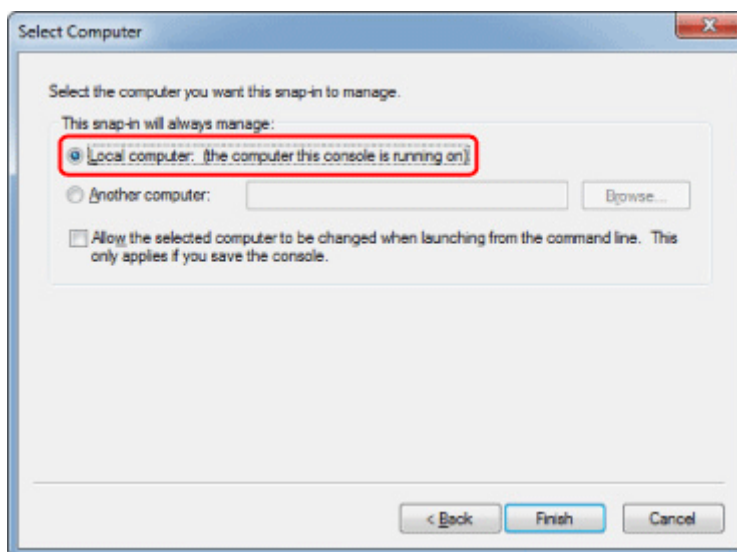 Select Computer
Select the computer you want this snap-in to manage.
This snap-in will always manage:
Local computer: (the computer this console is running on)
Another computer:
Browse...
Allow the selected computer to be changed when launching from the command line. This
only applies if you save the console.
< Back
Finish
Cancel